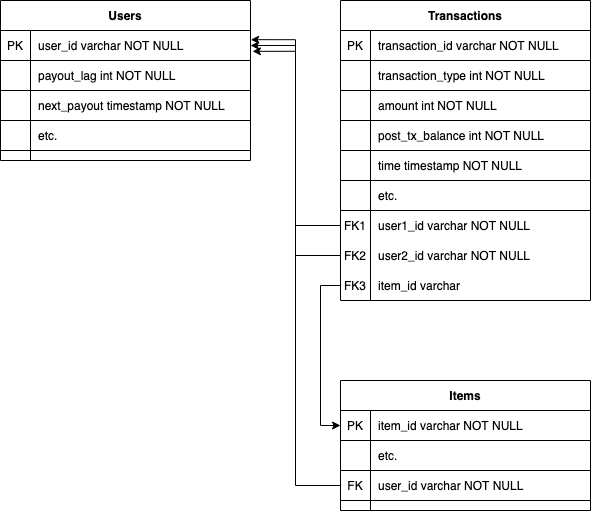 Users
PK user_id varchar NOT NULL
payout_lag int NOT NULL
next_payout timestamp NOT NULL
etc.
Transactions
PK transaction_id varchar NOT NULL
transaction_type int NOT NULL
amount int NOT NULL
post_tx_balance int NOT NULL
time timestamp NOT NULL
etc.
FK1 user1_id varchar NOT NULL
FK2 user2_id varchar NOT NULL
FK3 item_id varchar
Items
PK item_id varchar NOT NULL
etc.
FK user_id varchar NOT NULL